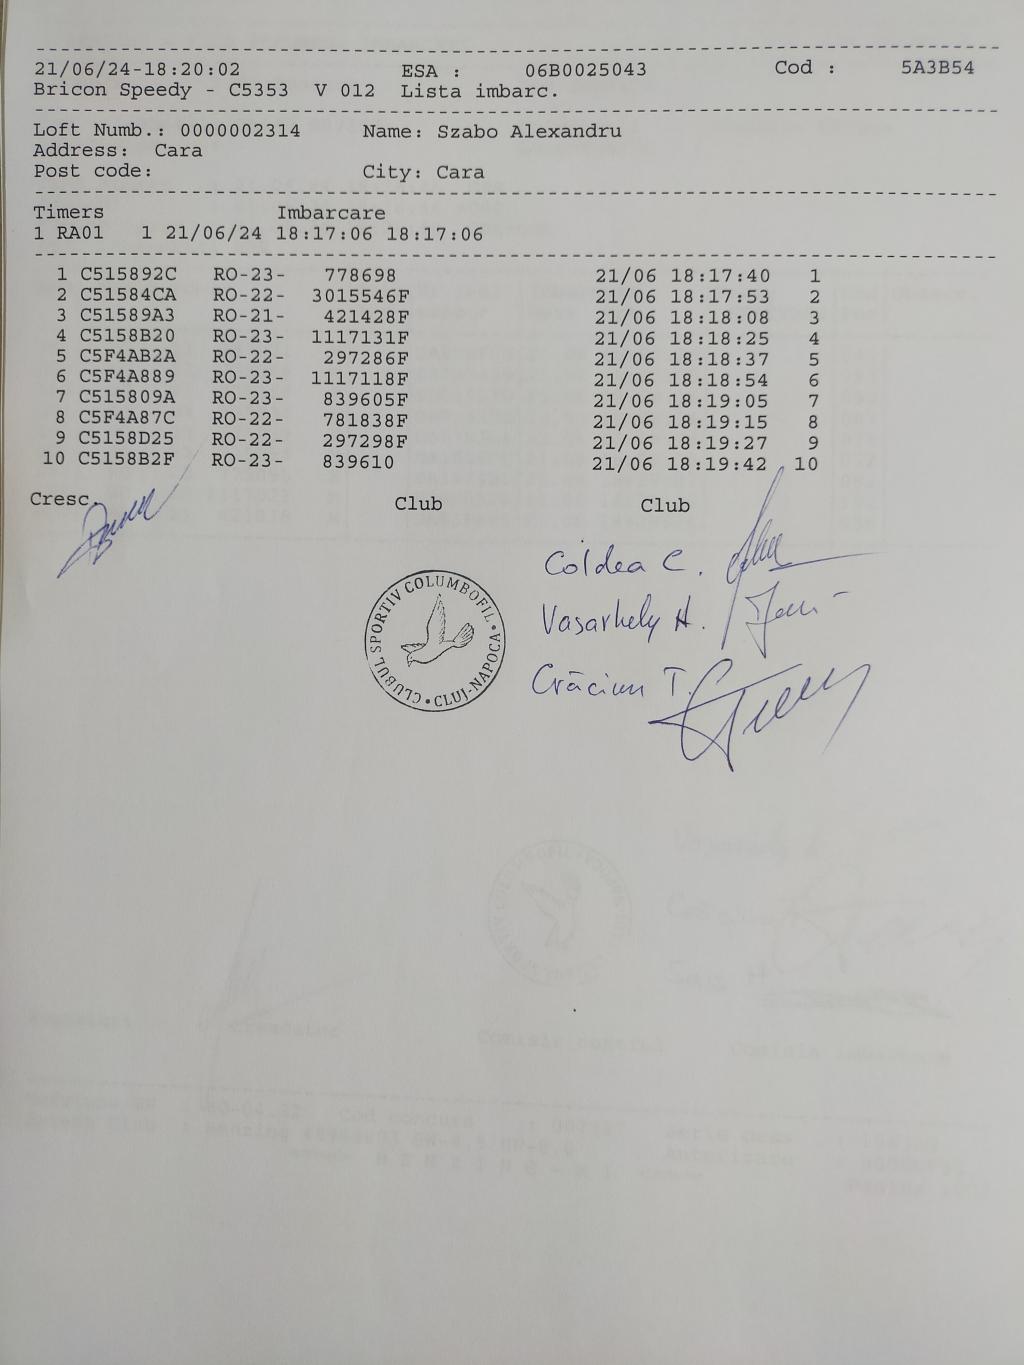 21/06/24-18:20:02 ESA : 06B0025043 Cod : 5A3B54
Bricon Speedy - C5353 V 012 Lista imbarc.
Loft Numb.: 0000002314 Name: Szabo Alexandru
Address: Cara
Post code: City: Cara
Timers Imbarcare
1 RA01 1 21/06/24 18:17:06 18:17:06
1 C515892C RO-23- 778698 21/06 18:17:40 1
2 C51584CA RO-22- 3015546F 21/06 18:17:53 2
3 C51589A3 RO-21- 421428F 21/06 18:18:08 3
4 C5158B20 RO-23- 1117131F 21/06 18:18:25 4
5 C5F4AB2A RO-22- 297286F 21/06 18:18:37 5
6 C5F4A889 RO-23- 1117118F 21/06 18:18:54 6
7 C515809A RO-23- 839605F 21/06 18:19:05 7
8 C5F4A87C RO-22- 781838F 21/06 18:19:15 8
9 C5158D25 RO-22- 297298F 21/06 18:19:27 9
10 C5158B2F RO-23- 839610 21/06 18:19:42 10
Cresc. Club Club
Coldea C.
Vasarhely A.
Crăciun T.
CLUBUL SPORTIV COLUMBOFIL • CLUJ-NAPOCA •